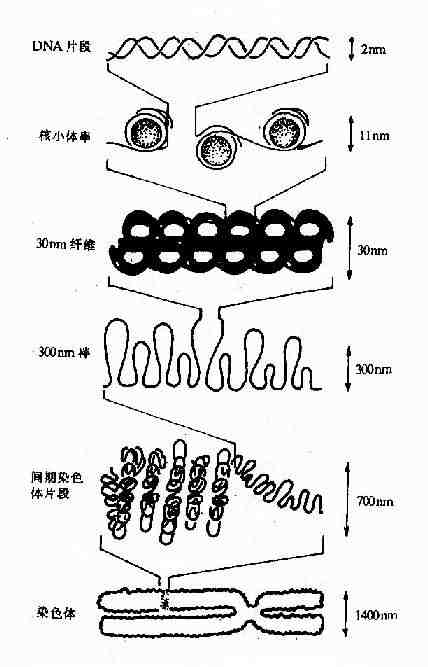 DNA 片段
2nm
核小体串
11nm
30nm 纤维
30nm
300nm 棒
300nm
间期染色
体片段
700nm
染色体
1400nm